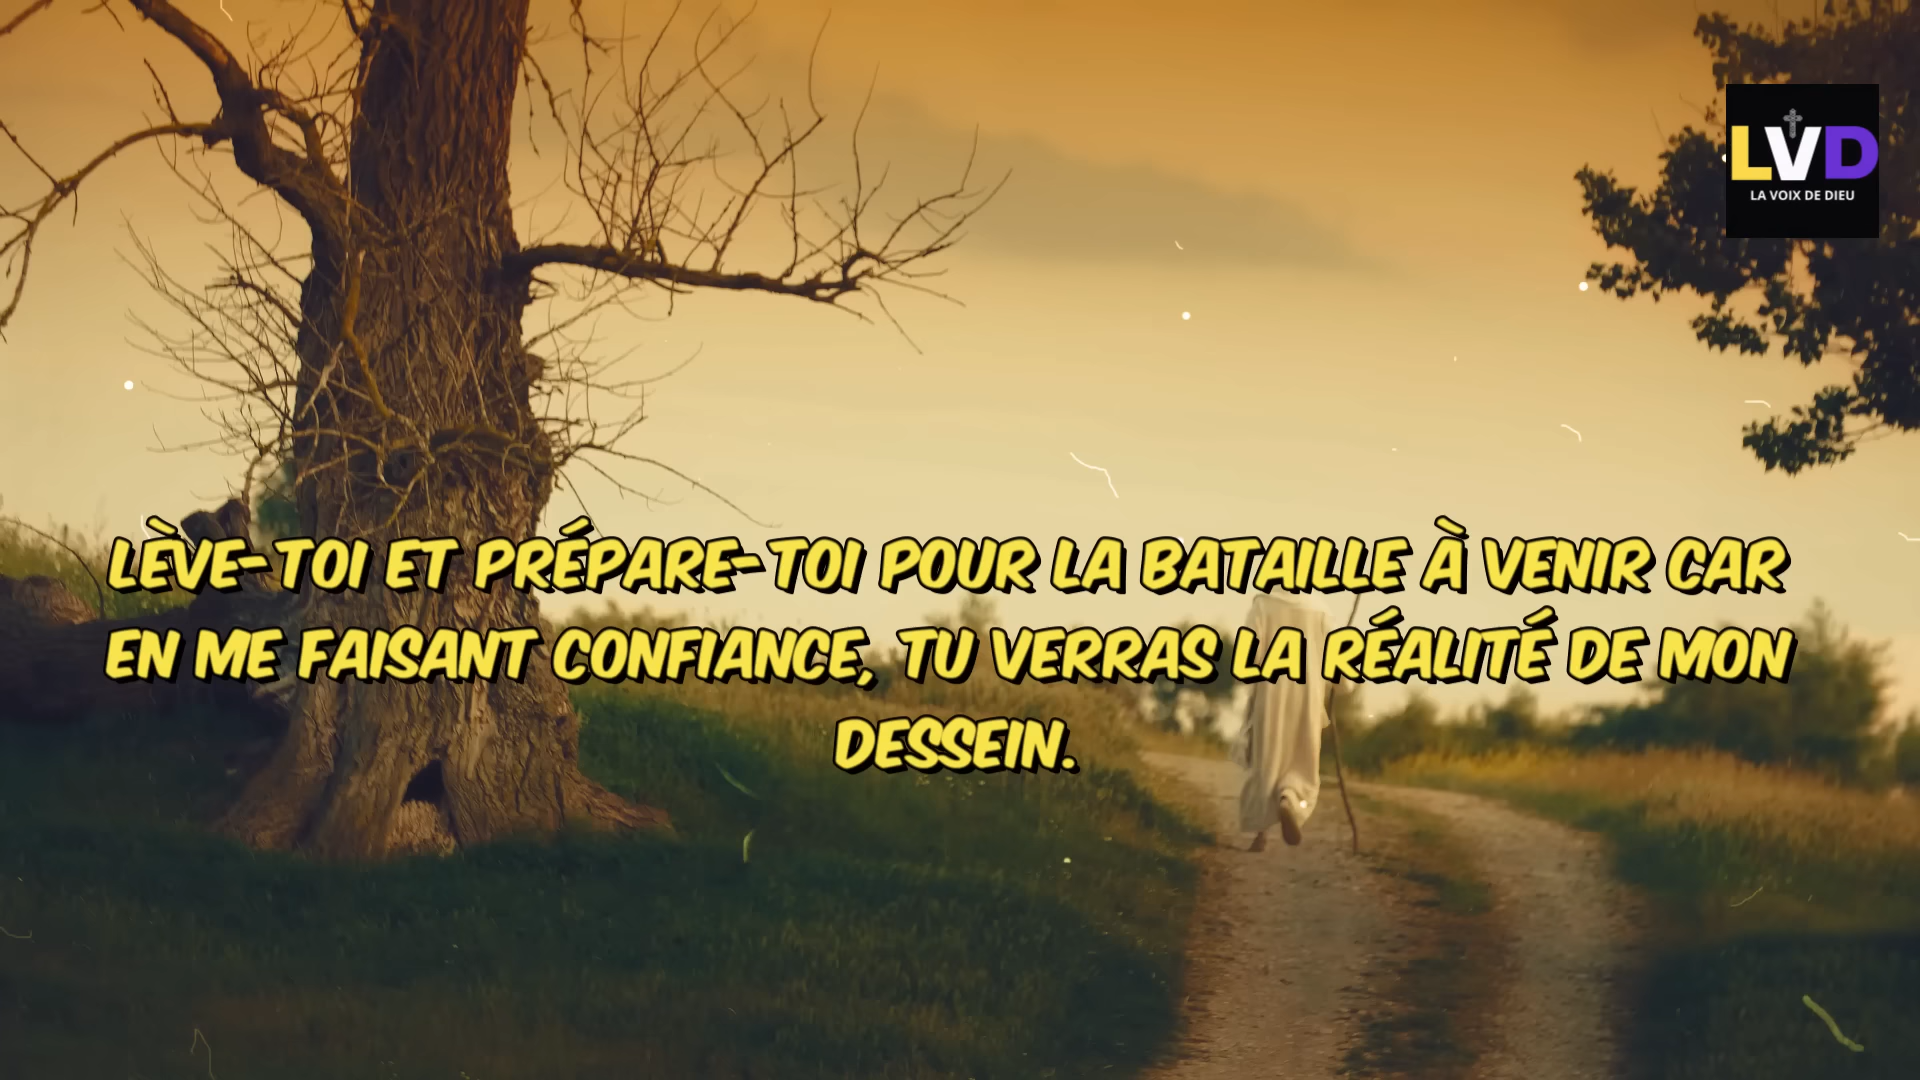 LVD
LA VOIX DE DIEU
LÈVE-TOI ET PRÉPARE-TOI POUR LA BATAILLE À VENIR CAR
EN ME FAISANT CONFIANCE, TU VERRAS LA RÉALITÉ DE MON
DESSEIN.